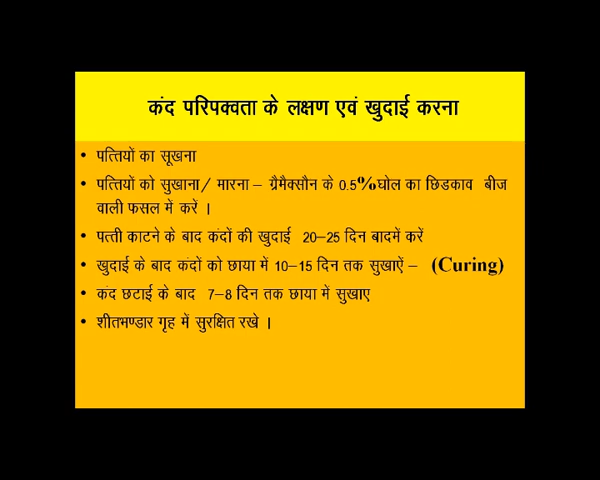 कंद परिपक्वता के लक्षण एवं खुदाई करना
• पत्तियों का सूखना
• पत्तियों को सुखाना/ मारना – ग्रैमैक्सौन के 0.5%घोल का छिडकाव बीज
वाली फसल में करें ।
• पत्ती काटने के बाद कंदों की खुदाई 20–25 दिन बादमें करें
• खुदाई के बाद कंदों को छाया में 10–15 दिन तक सुखाऐं – (Curing)
• कंद छटाई के बाद 7–8 दिन तक छाया में सुखाए
• शीतभण्डार गृह में सुरक्षित रखे ।